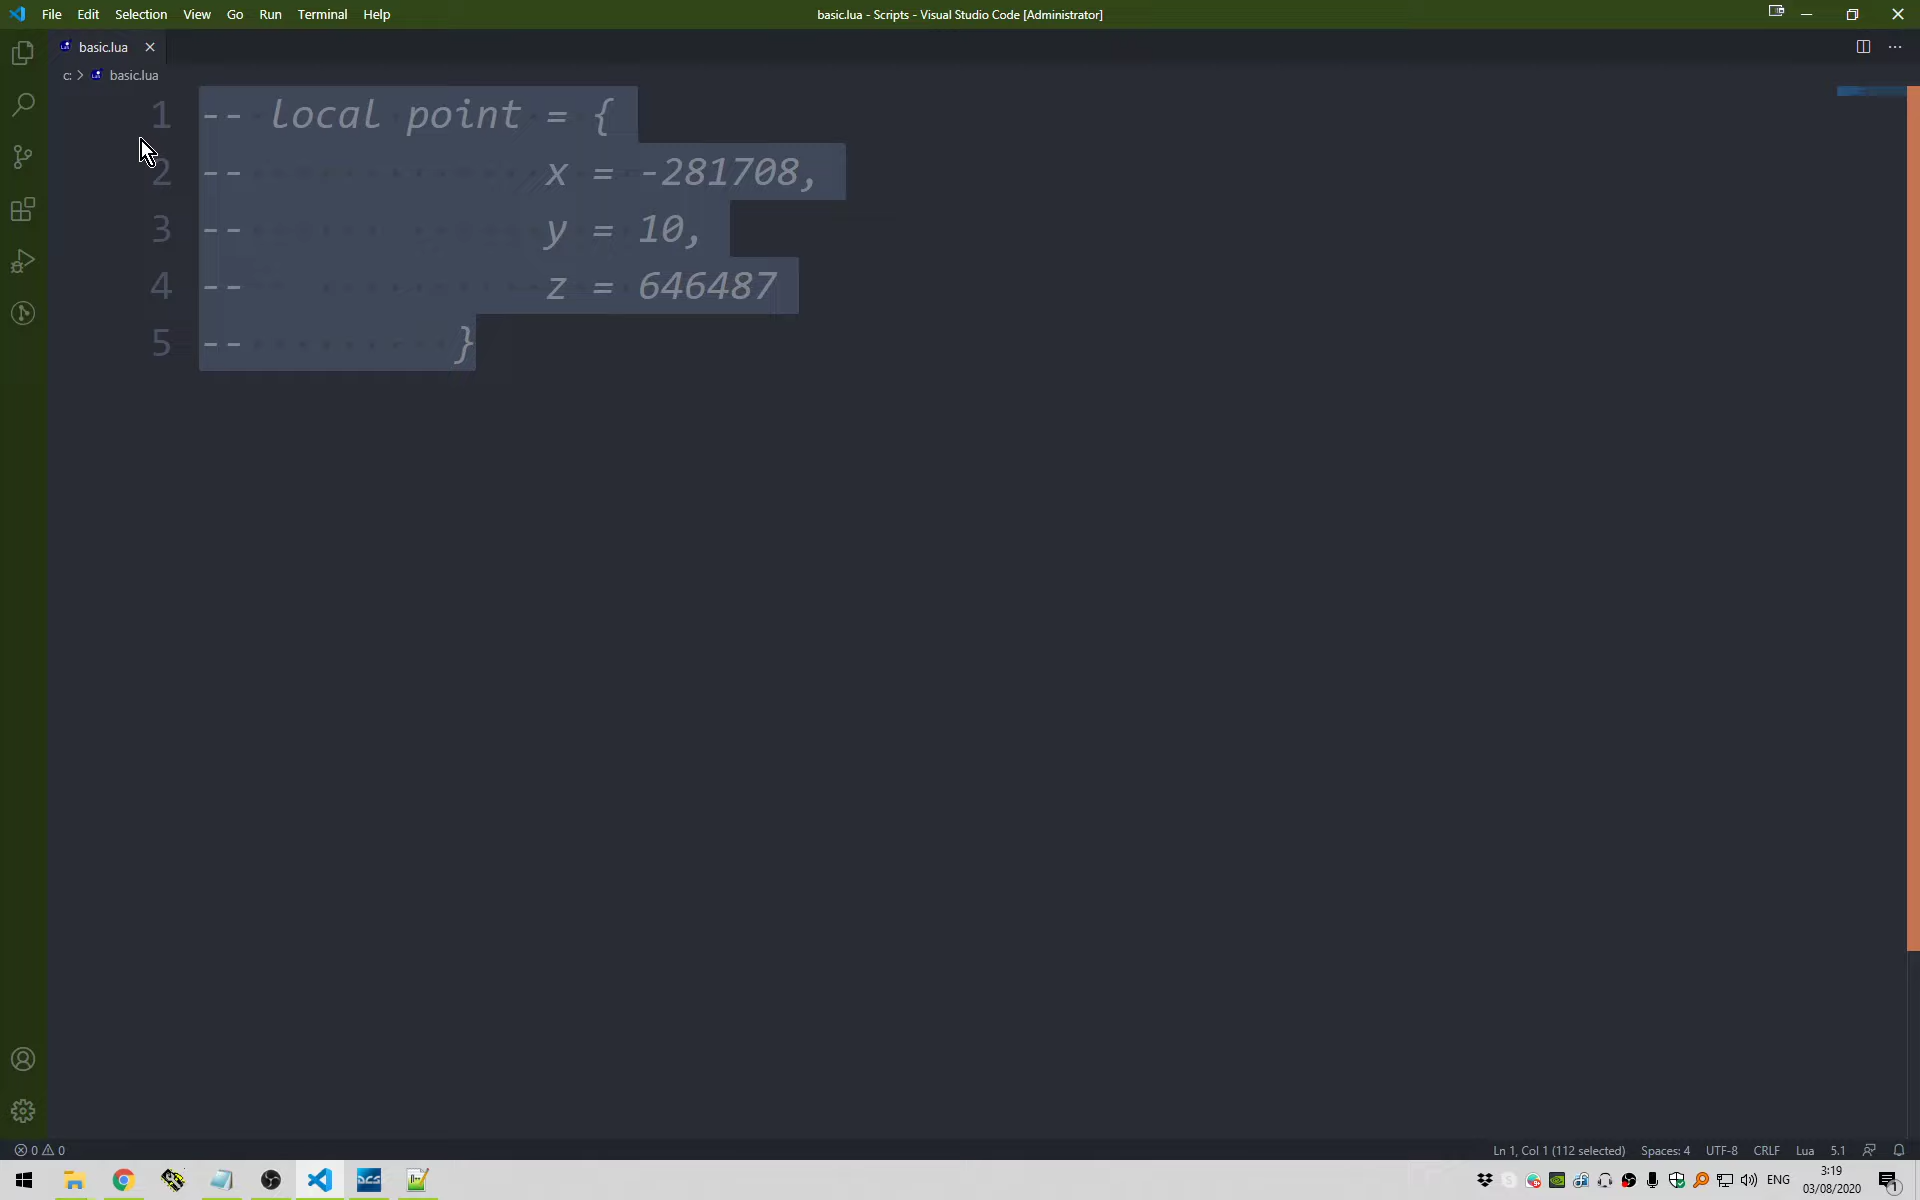 File Edit Selection View Go Run Terminal Help
basic.lua - Scripts - Visual Studio Code [Administrator]
basic.lua
c: > basic.lua
1 -- local point = {
2 -- x = -281708,
3 -- y = 10,
4 -- z = 646487
5 -- }
0 0
Ln 1, Col 1 (112 selected) Spaces: 4 UTF-8 CRLF Lua 5.1
DCS
ENG
3:19
03/08/2020
1